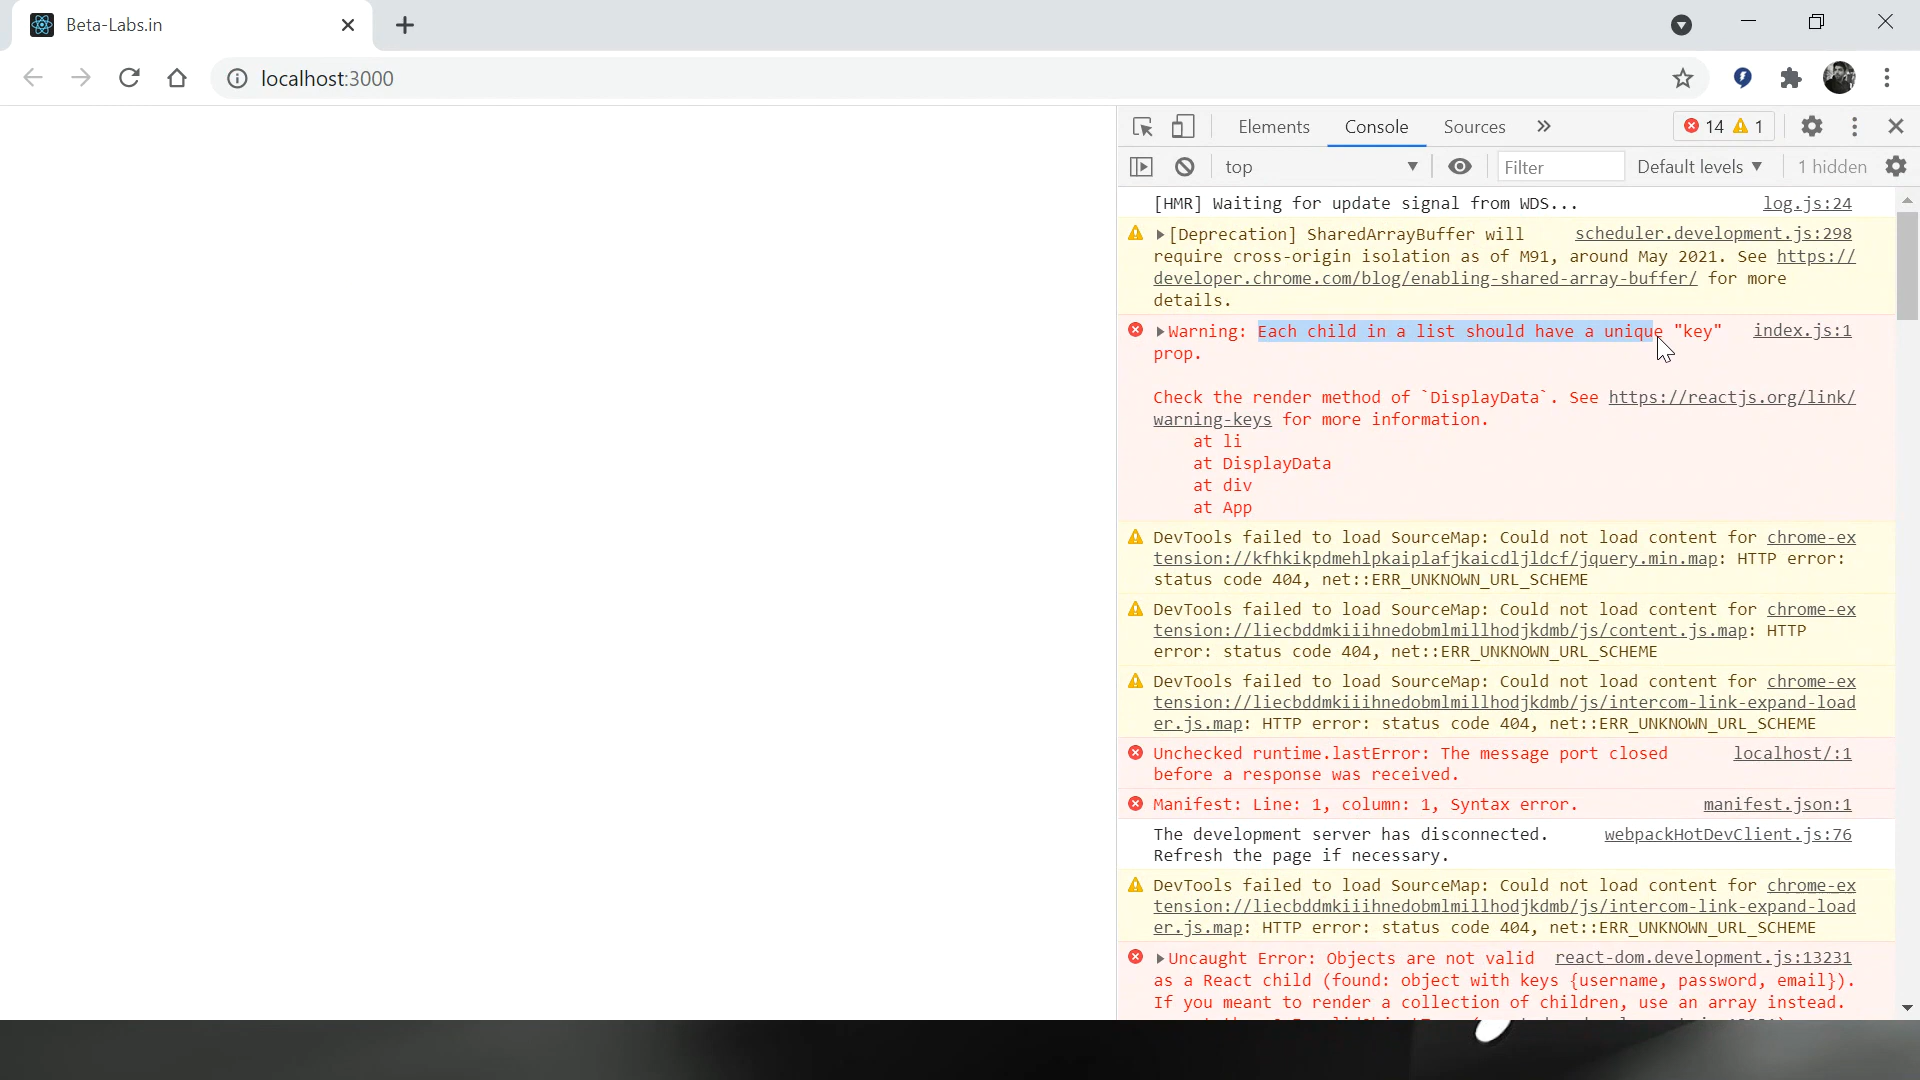 Beta-Labs.in
localhost:3000
Elements Console Sources 14 1
top Filter Default levels 1 hidden
[HMR] Waiting for update signal from WDS... log.js:24
[Deprecation] SharedArrayBuffer will scheduler.development.js:298
require cross-origin isolation as of M91, around May 2021. See https://
developer.chrome.com/blog/enabling-shared-array-buffer/ for more
details.
Warning: Each child in a list should have a unique "key" index.js:1
prop.
Check the render method of `DisplayData`. See https://reactjs.org/link/
warning-keys for more information.
at li
at DisplayData
at div
at App
DevTools failed to load SourceMap: Could not load content for chrome-ex
tension://kfhkikpdmehlpkaiplafjkaicdljldcf/jquery.min.map: HTTP error:
status code 404, net::ERR_UNKNOWN_URL_SCHEME
DevTools failed to load SourceMap: Could not load content for chrome-ex
tension://liecbddmkiiihnedobmlmillhodjkdmb/js/content.js.map: HTTP
error: status code 404, net::ERR_UNKNOWN_URL_SCHEME
DevTools failed to load SourceMap: Could not load content for chrome-ex
tension://liecbddmkiiihnedobmlmillhodjkdmb/js/intercom-link-expand-load
er.js.map: HTTP error: status code 404, net::ERR_UNKNOWN_URL_SCHEME
Unchecked runtime.lastError: The message port closed localhost/:1
before a response was received.
Manifest: Line: 1, column: 1, Syntax error. manifest.json:1
The development server has disconnected. webpackHotDevClient.js:76
Refresh the page if necessary.
DevTools failed to load SourceMap: Could not load content for chrome-ex
tension://liecbddmkiiihnedobmlmillhodjkdmb/js/intercom-link-expand-load
er.js.map: HTTP error: status code 404, net::ERR_UNKNOWN_URL_SCHEME
Uncaught Error: Objects are not valid react-dom.development.js:13231
as a React child (found: object with keys {username, password, email}).
If you meant to render a collection of children, use an array instead.